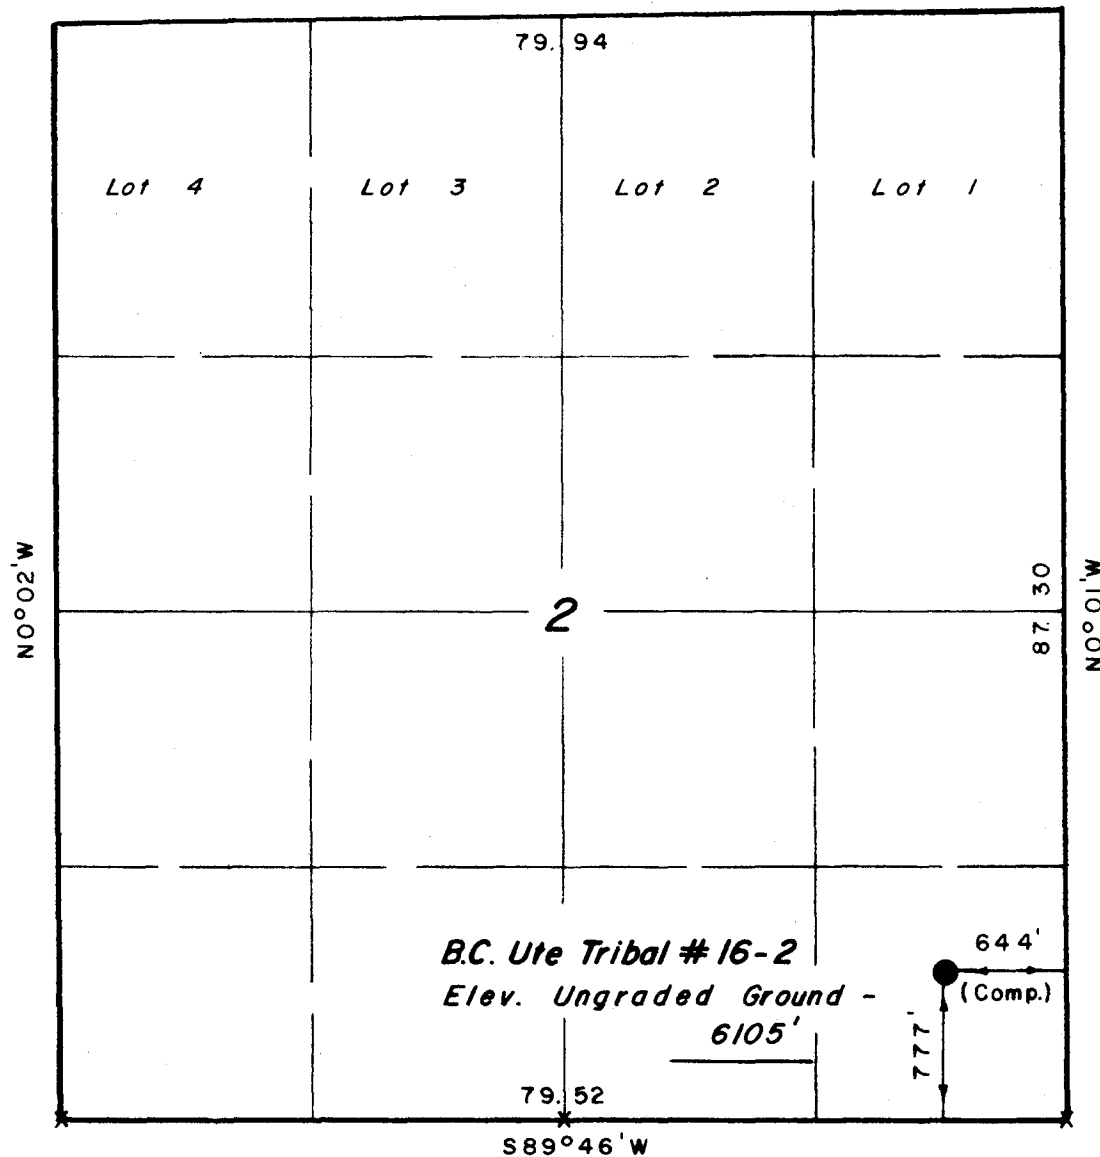 79.94
Lot 4
Lot 3
Lot 2
Lot 1
N0°02'W
2
87.30
N0°01'W
B.C. Ute Tribal # 16-2
Elev. Ungraded Ground -
6105'
644'
(Comp.)
777'
79.52
S89°46'W